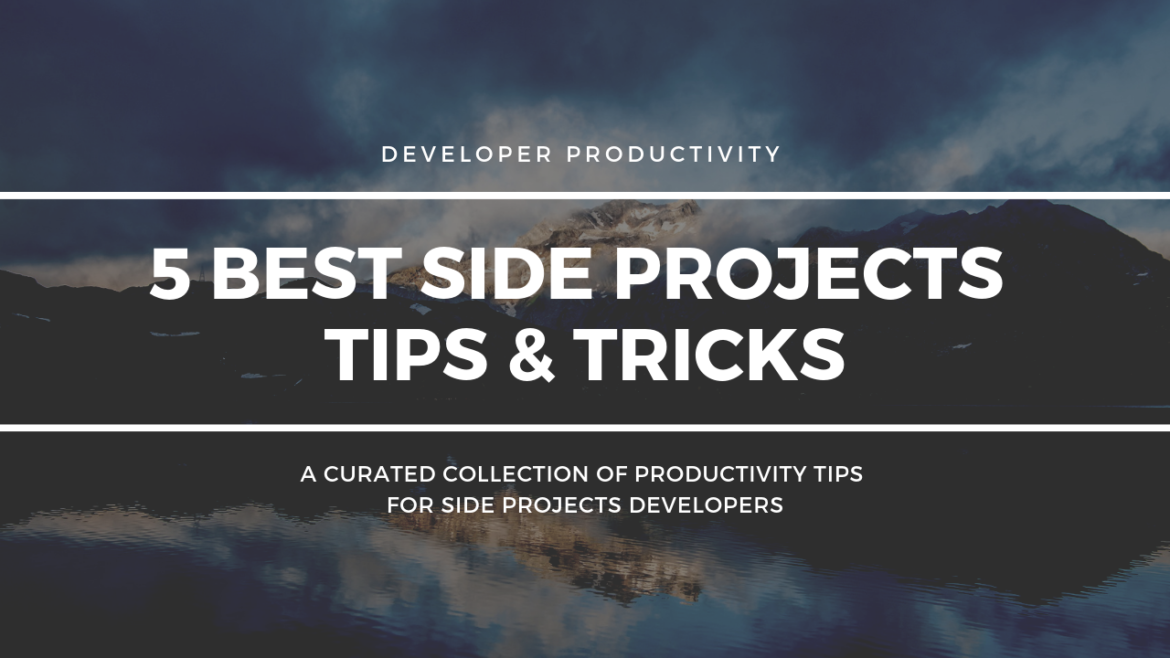 DEVELOPER PRODUCTIVITY
5 BEST SIDE PROJECTS
TIPS & TRICKS
A CURATED COLLECTION OF PRODUCTIVITY TIPS
FOR SIDE PROJECTS DEVELOPERS